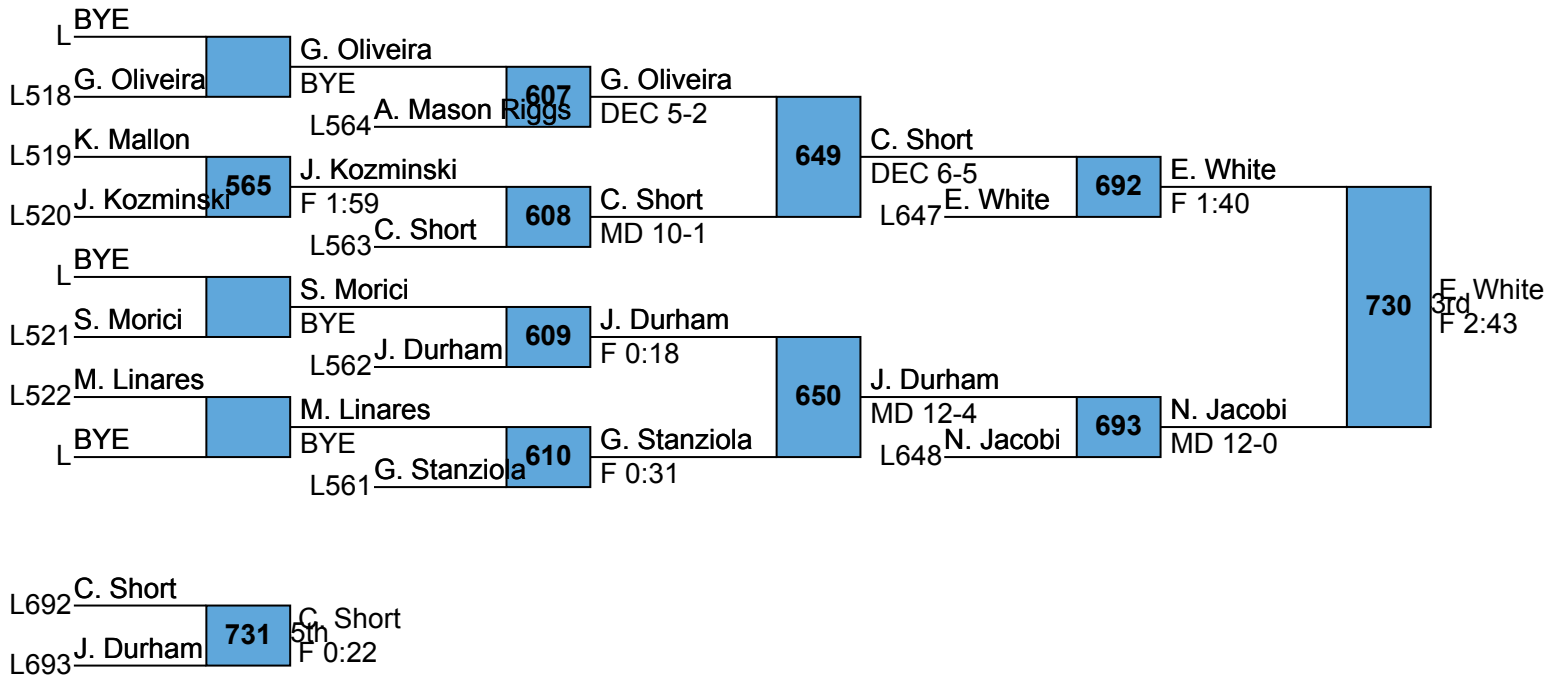 L BYE
L518 G. Oliveira
G. Oliveira
BYE
L564 A. Mason Riggs
607
G. Oliveira
DEC 5-2
L519 K. Mallon
L520 J. Kozminski
565
J. Kozminski
F 1:59
L563 C. Short
608
C. Short
MD 10-1
649
C. Short
DEC 6-5
L647 E. White
692
E. White
F 1:40
L BYE
L521 S. Morici
S. Morici
BYE
L562 J. Durham
609
J. Durham
F 0:18
L522 M. Linares
L BYE
M. Linares
BYE
L561 G. Stanziola
610
G. Stanziola
F 0:31
650
J. Durham
MD 12-4
L648 N. Jacobi
693
N. Jacobi
MD 12-0
730
3rd
E. White
F 2:43
L692 C. Short
L693 J. Durham
731
5th
C. Short
F 0:22